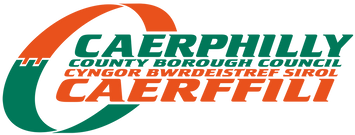 CAERPHILLY
COUNTY BOROUGH COUNCIL
CYNGOR BWRDEISTREF SIROL
CAERFFILI